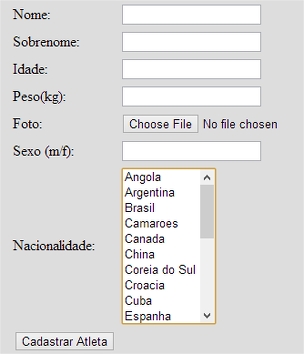 Nome:
Sobrenome:
Idade:
Peso(kg):
Foto: Choose File No file chosen
Sexo (m/f):
Nacionalidade:
Angola
Argentina
Brasil
Camaroes
Canada
China
Coreia do Sul
Croacia
Cuba
Espanha
Cadastrar Atleta